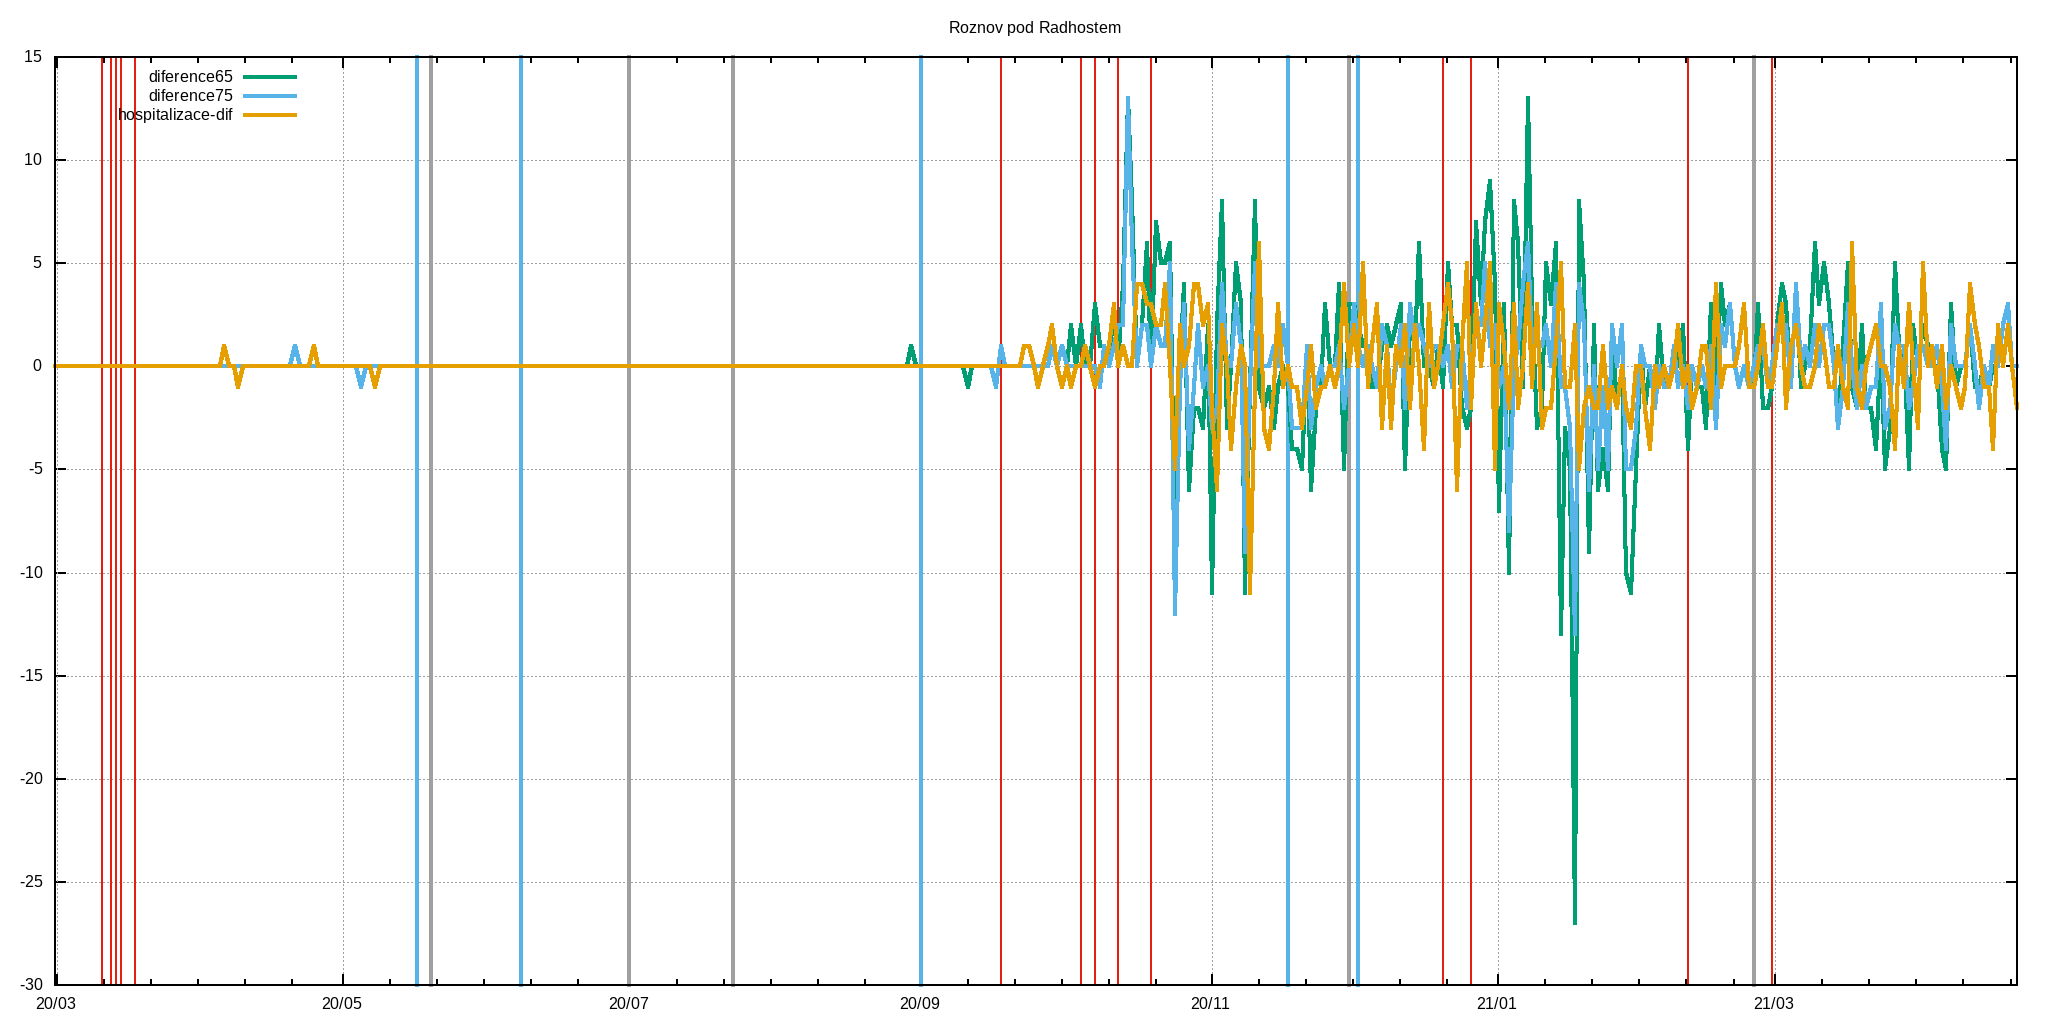 Roznov pod Radhostem
15
diference65
diference75
hospitalizace-dif
10
5
0
-5
-10
-15
-20
-25
-30
20/03 20/05 20/07 20/09 20/11 21/01 21/03